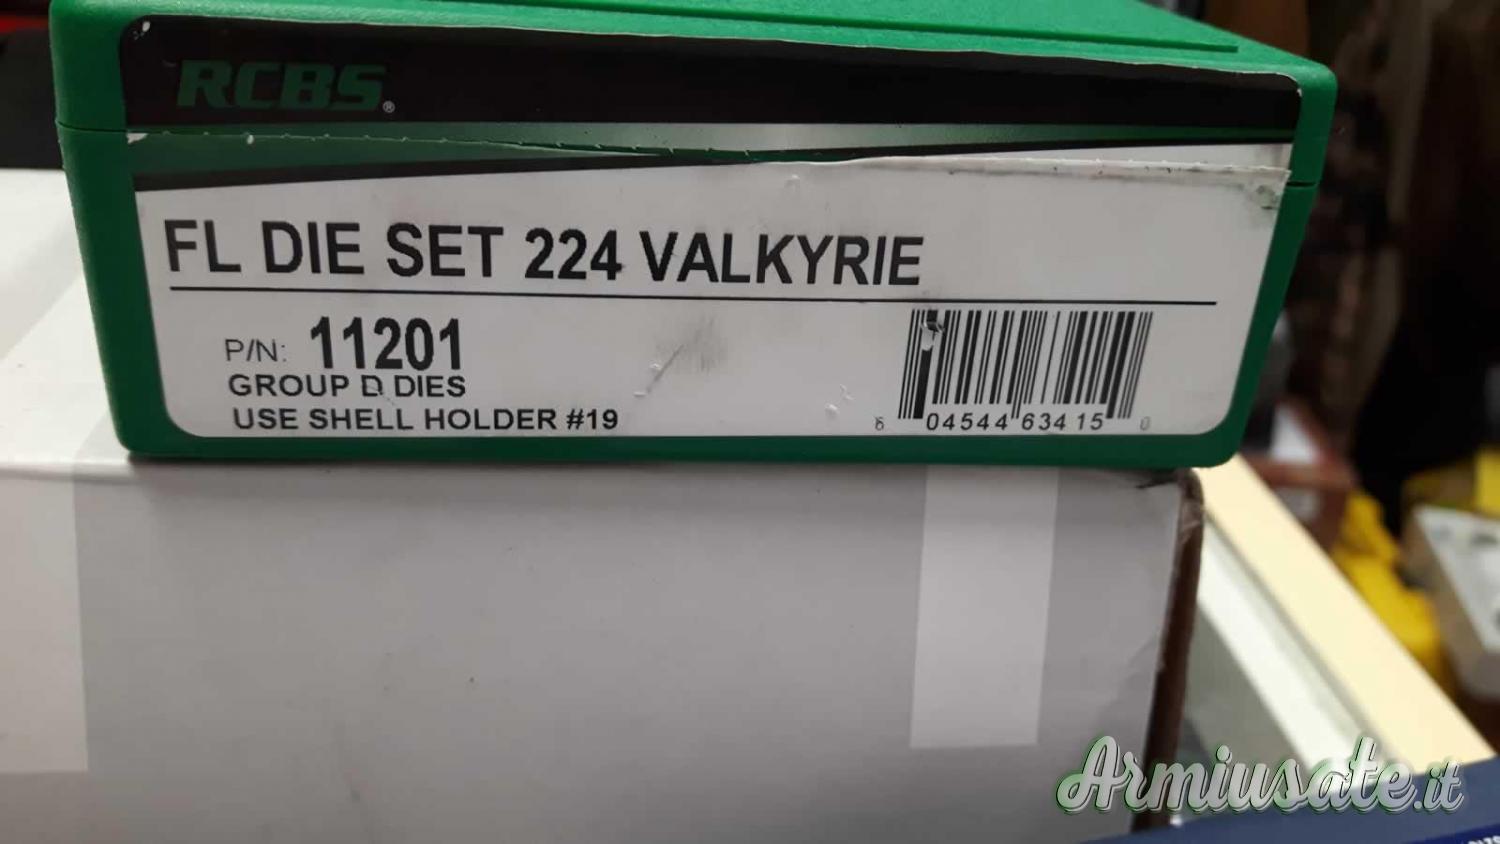 RCBS®
FL DIE SET 224 VALKYRIE
P/N: 11201
GROUP D DIES
USE SHELL HOLDER #19
6 04544 63415 0
Armiusate.it